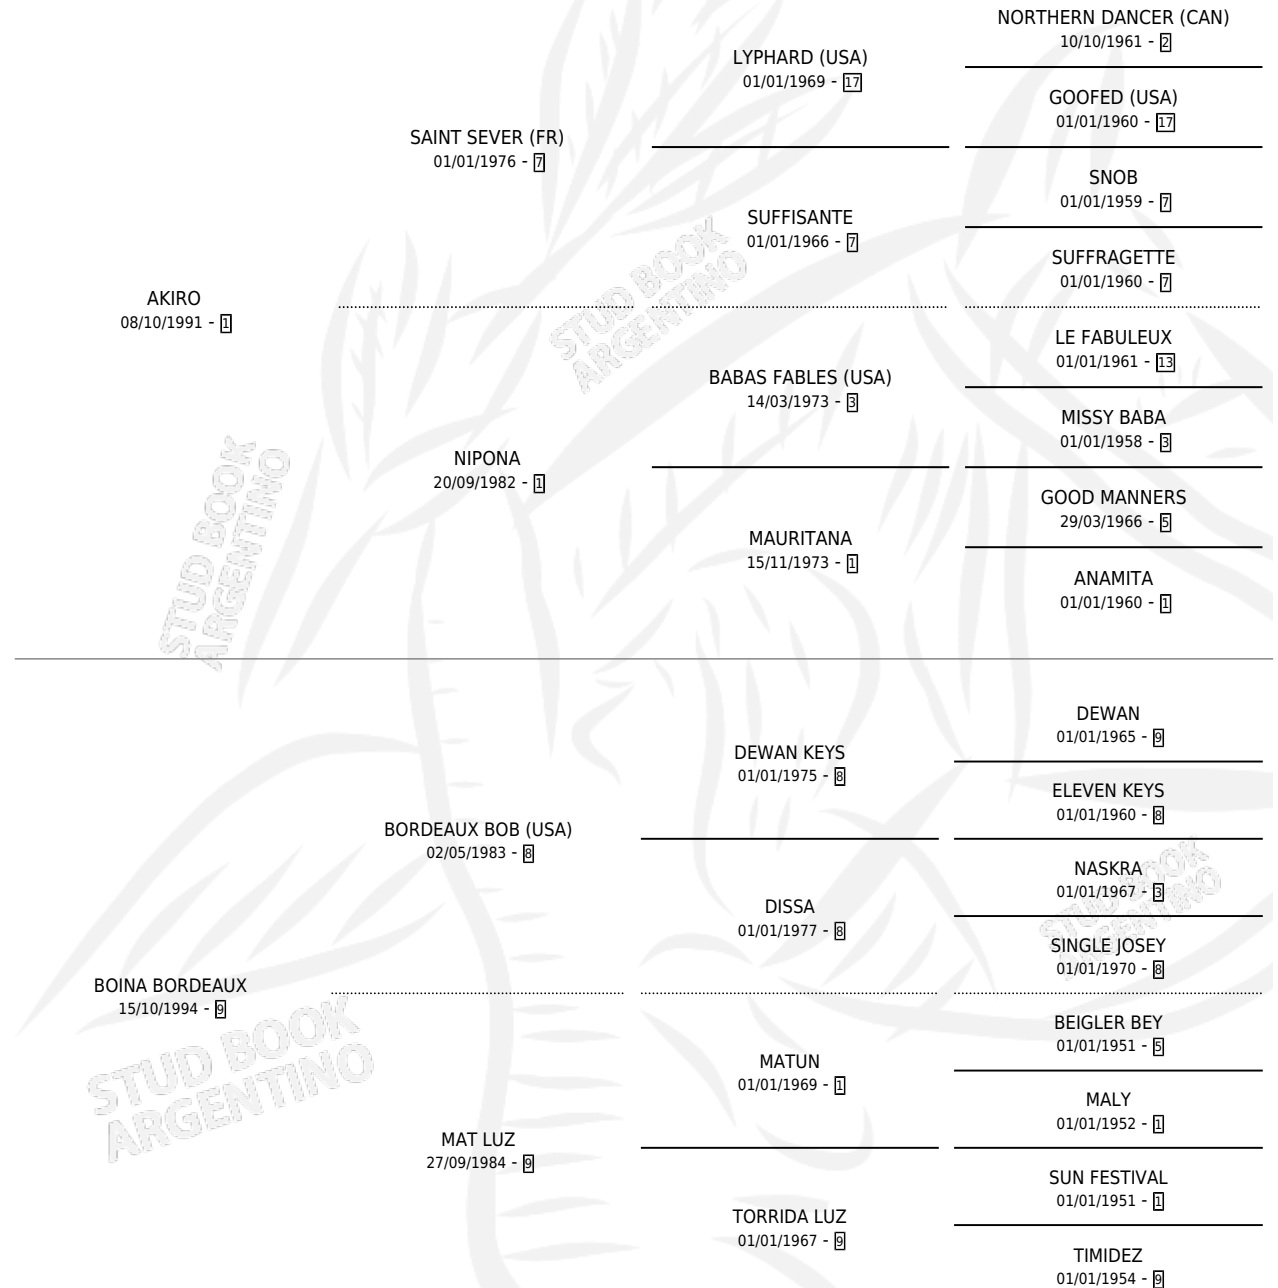 NORTHERN DANCER (CAN)
10/10/1961 - 2
LYPHARD (USA)
01/01/1969 - 17
GOOFED (USA)
01/01/1960 - 17
SAINT SEVER (FR)
01/01/1976 - 7
SNOB
01/01/1959 - 7
SUFFISANTE
01/01/1966 - 7
SUFFRAGETTE
01/01/1960 - 7
AKIRO
08/10/1991 - 1
LE FABULEUX
01/01/1961 - 13
BABAS FABLES (USA)
14/03/1973 - 3
MISSY BABA
01/01/1958 - 3
NIPONA
20/09/1982 - 1
GOOD MANNERS
29/03/1966 - 5
MAURITANA
15/11/1973 - 1
ANAMITA
01/01/1960 - 1
STUD BOOK
ARGENTINO
STUD BOOK
ARGENTINO
DEWAN
01/01/1965 - 9
DEWAN KEYS
01/01/1975 - 8
ELEVEN KEYS
01/01/1960 - 8
BORDEAUX BOB (USA)
02/05/1983 - 8
NASKRA
01/01/1967 - 3
DISSA
01/01/1977 - 8
SINGLE JOSEY
01/01/1970 - 8
BOINA BORDEAUX
15/10/1994 - 9
BEIGLER BEY
01/01/1951 - 5
MATUN
01/01/1969 - 1
MALY
01/01/1952 - 1
MAT LUZ
27/09/1984 - 9
SUN FESTIVAL
01/01/1951 - 1
TORRIDA LUZ
01/01/1967 - 9
TIMIDEZ
01/01/1954 - 9
STUD BOOK
ARGENTINO
STUD BOOK
ARGENTINO